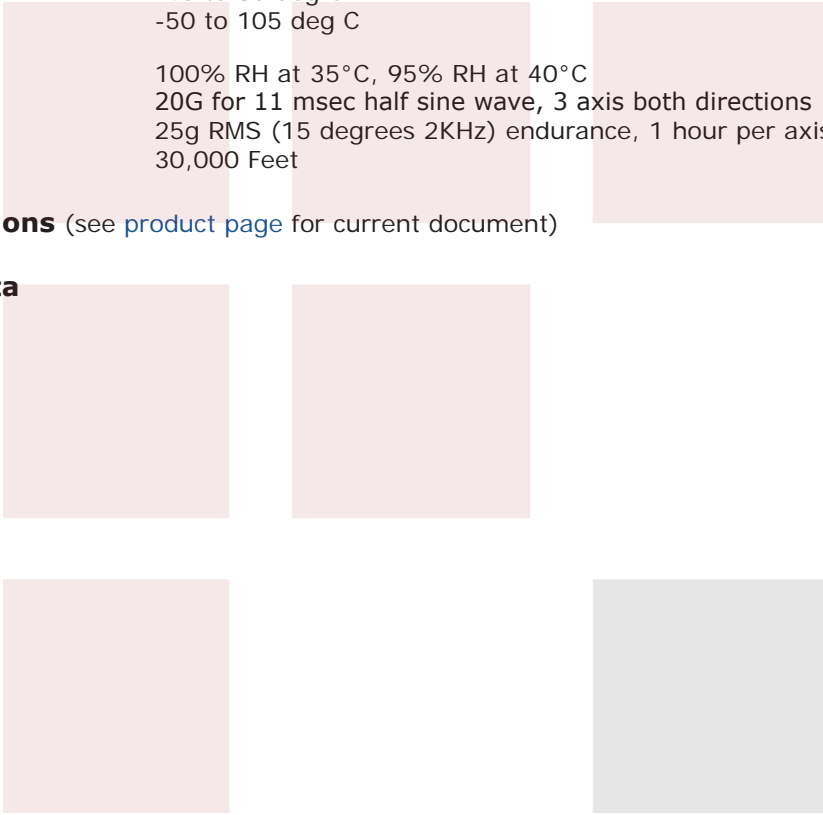 -50 to 105 deg C
100% RH at 35°C, 95% RH at 40°C
20G for 11 msec half sine wave, 3 axis both directions
25g RMS (15 degrees 2KHz) endurance, 1 hour per axis
30,000 Feet
ons (see product page for current document)
ta